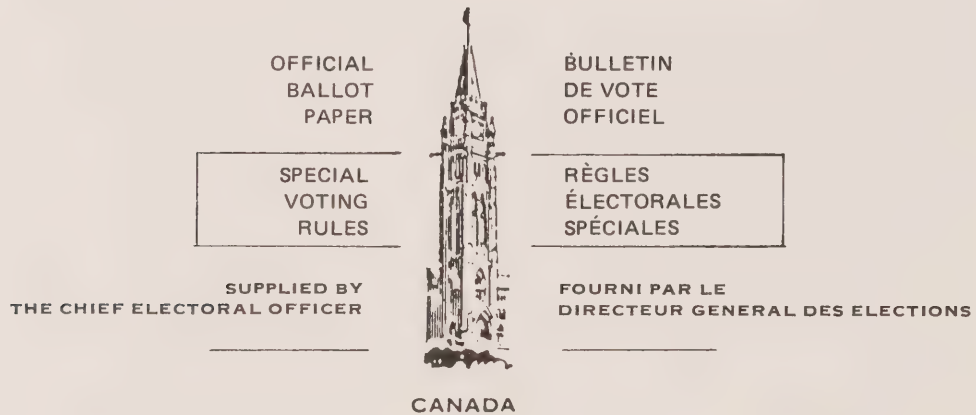 OFFICIAL
BALLOT
PAPER
SPECIAL
VOTING
RULES
SUPPLIED BY
THE CHIEF ELECTORAL OFFICER
BULLETIN
DE VOTE
OFFICIEL
RÈGLES
ÉLECTORALES
SPÉCIALES
FOURNI PAR LE
DIRECTEUR GENERAL DES ELECTIONS
CANADA